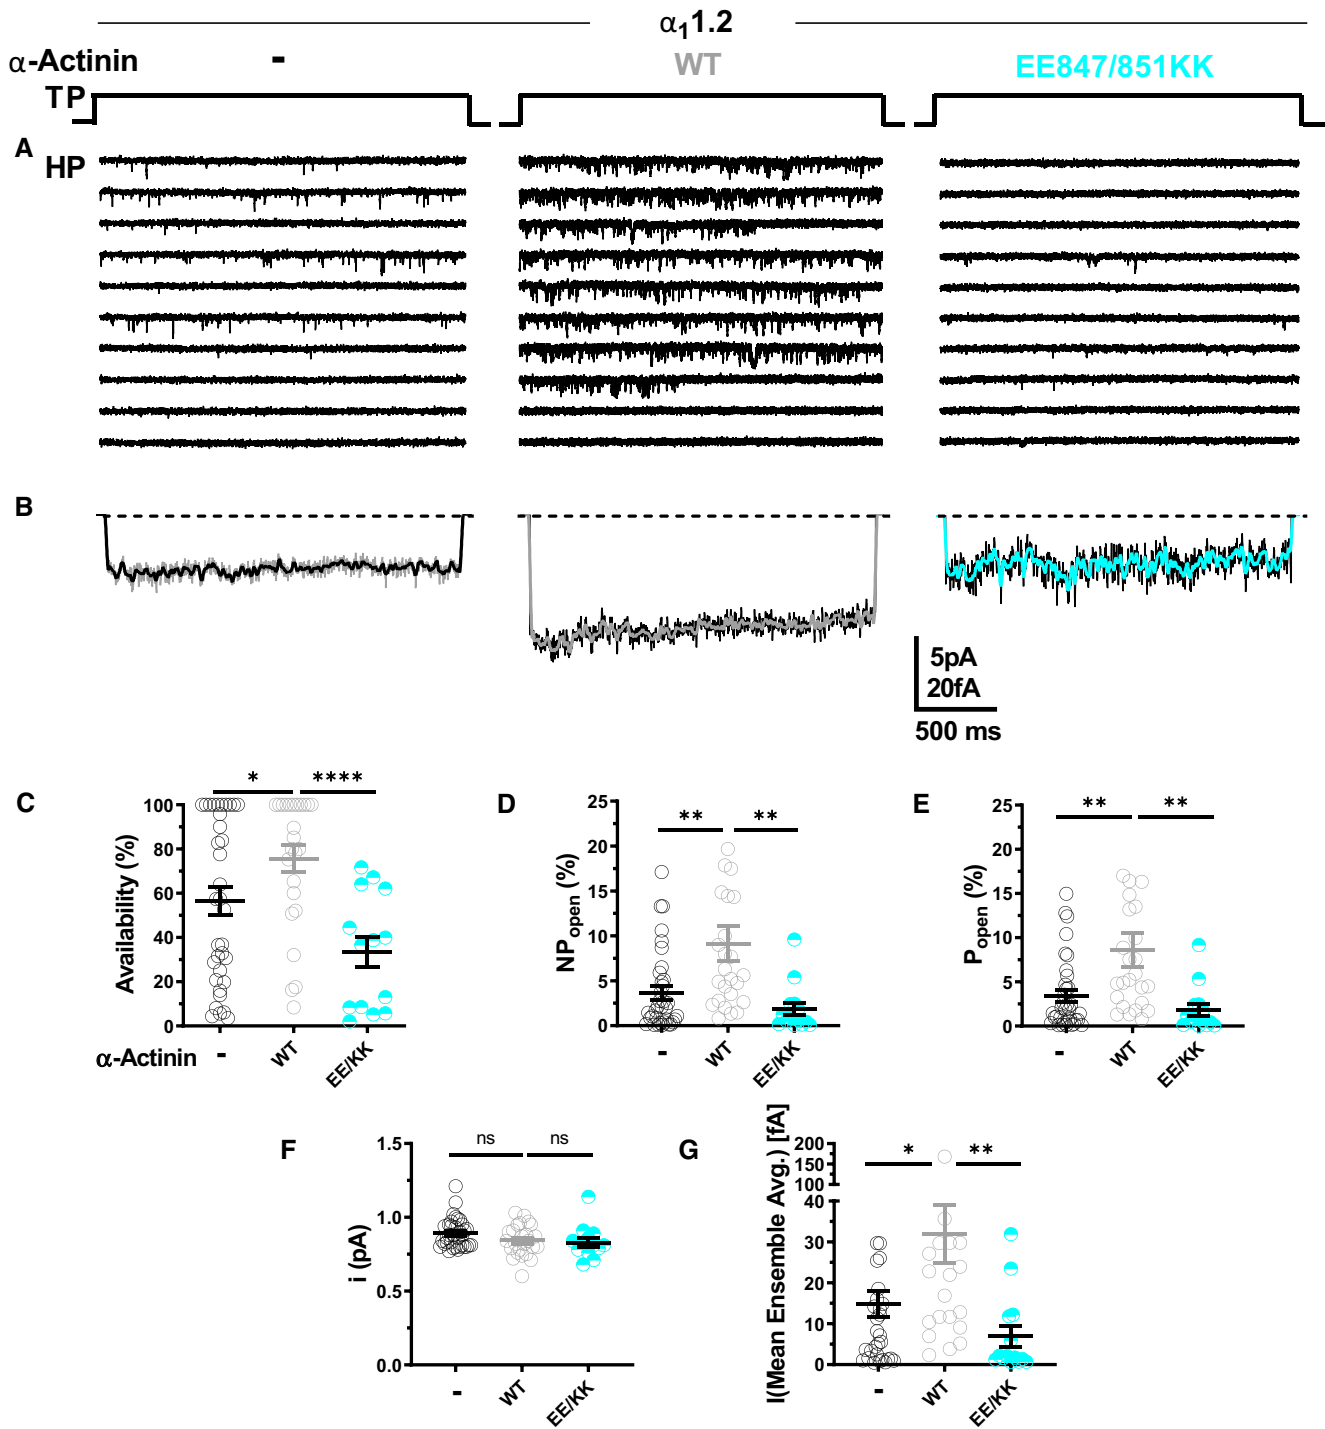 α₁1.2
α-Actinin - WT EE847/851KK
TP
A HP
B
5pA
20fA
500 ms
C
Availability (%)
100
80
60
40
20
0
* ****
α-Actinin - WT EE/KK
D
NPopen (%)
25
20
15
10
5
0
** **
- WT EE/KK
E
Popen (%)
25
20
15
10
5
0
** **
- WT EE/KK
F
i (pA)
1.5
1.0
0.5
0.0
ns ns
- WT EE/KK
G
I(Mean Ensemble Avg.) [fA]
200
150
100
40
30
20
10
0
* **
- WT EE/KK